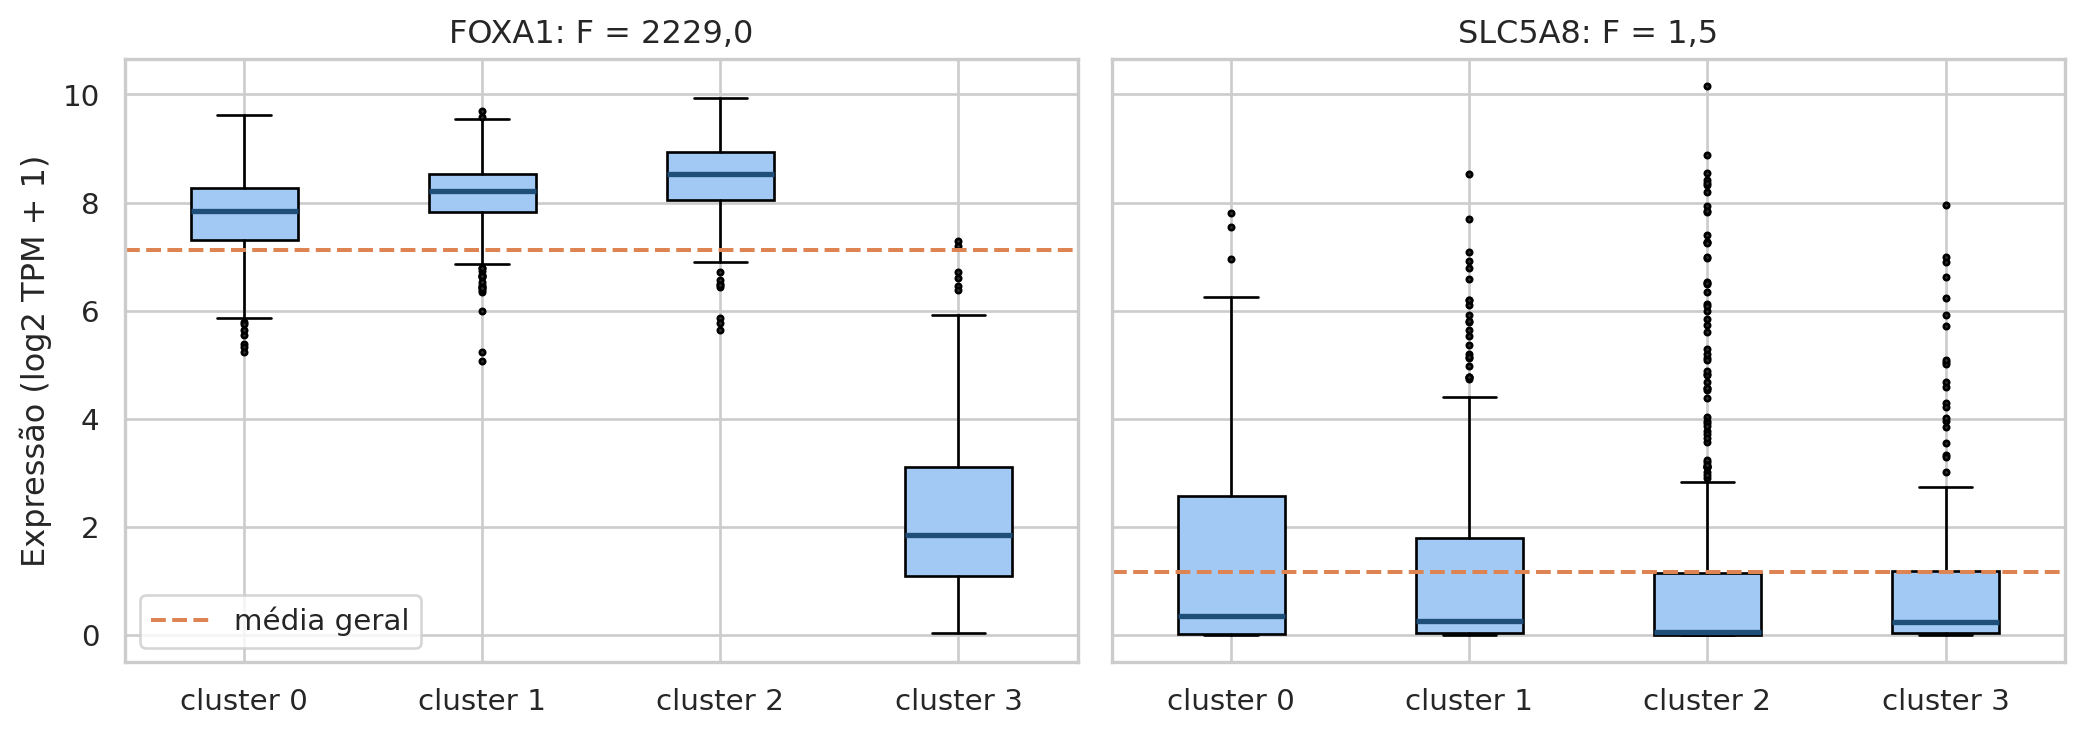 FOXA1: F = 2229,0
SLC5A8: F = 1,5
Expressão (log2 TPM + 1)
10
8
6
4
2
0
média geral
cluster 0
cluster 1
cluster 2
cluster 3
cluster 0
cluster 1
cluster 2
cluster 3